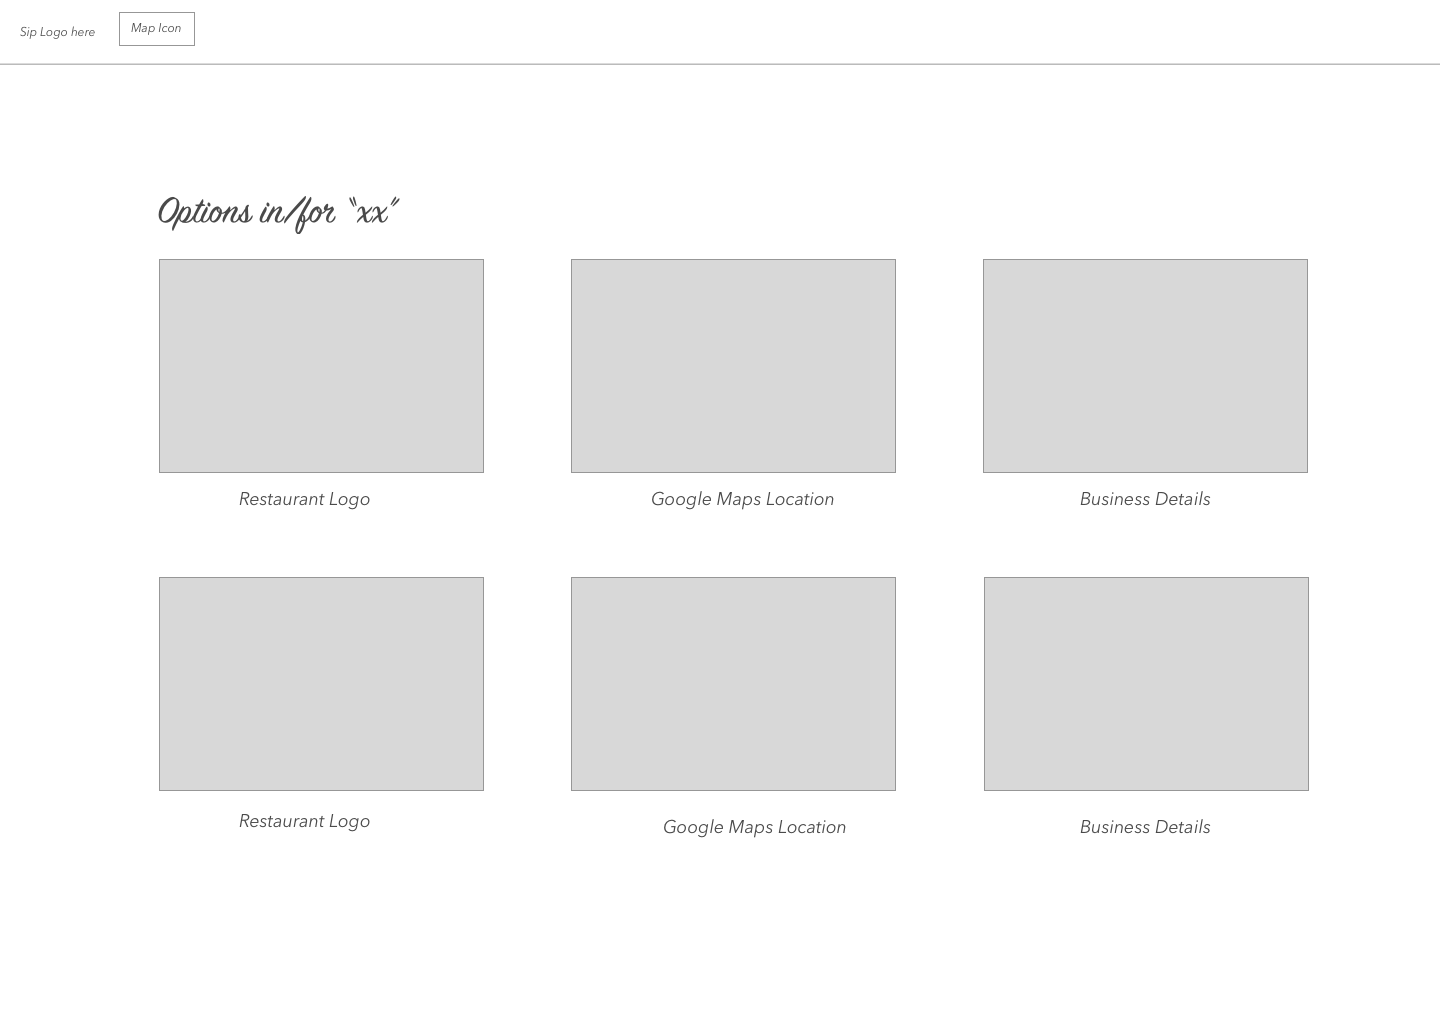 Sip Logo here
Map Icon
Options in/for “xx”
Restaurant Logo
Google Maps Location
Business Details
Restaurant Logo
Google Maps Location
Business Details